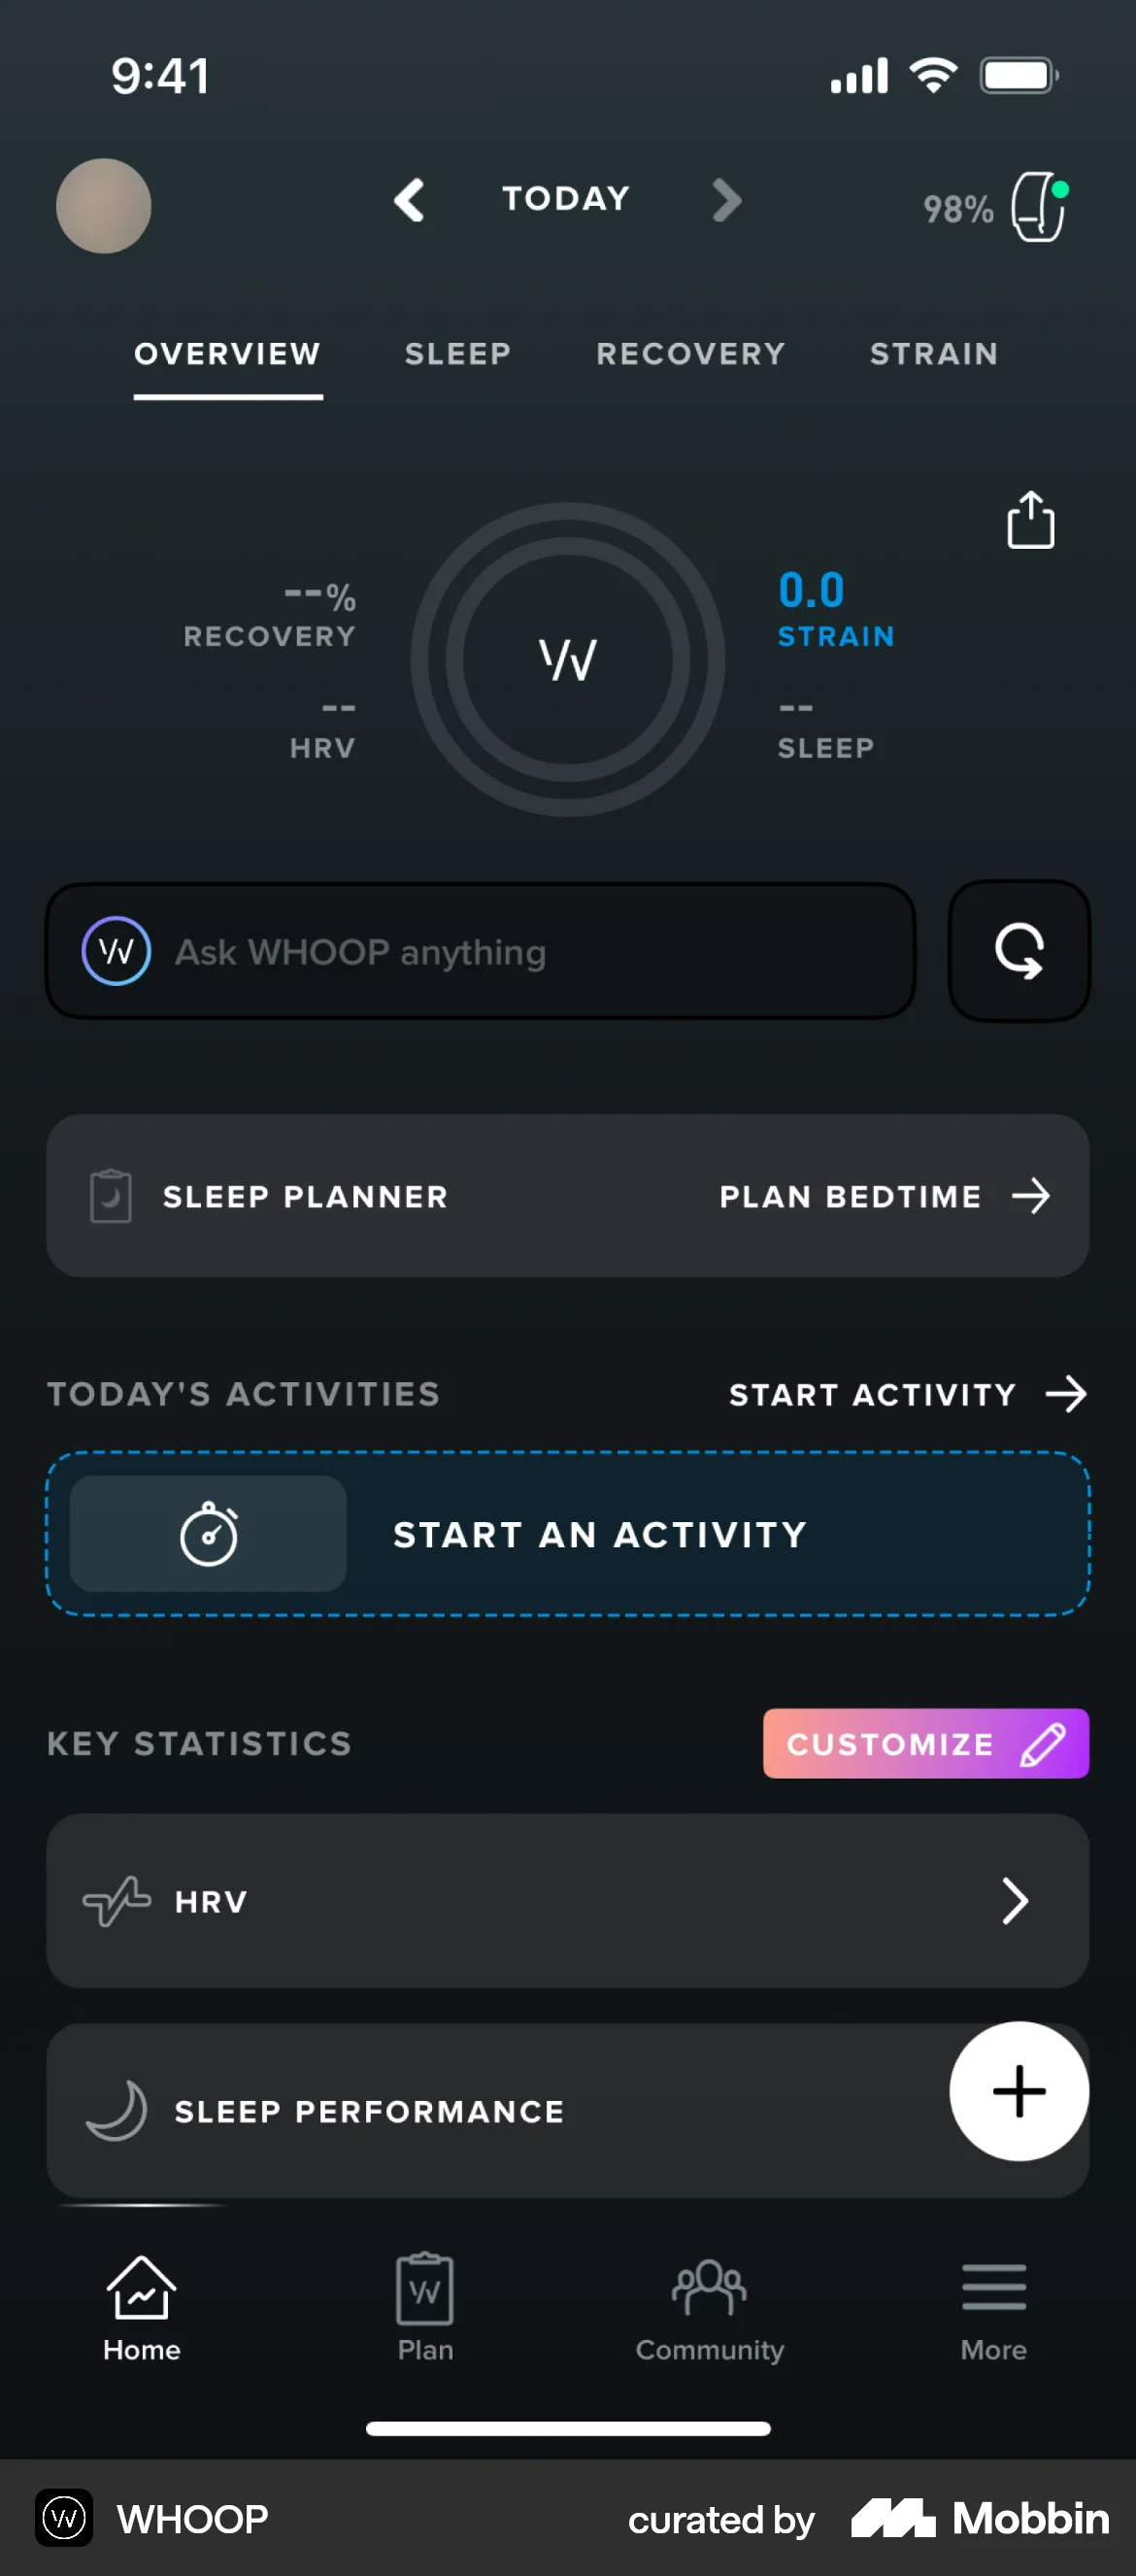 9:41
TODAY
98%
OVERVIEW SLEEP RECOVERY STRAIN
--%
RECOVERY
0.0
STRAIN
--
HRV
--
SLEEP
Ask WHOOP anything
SLEEP PLANNER PLAN BEDTIME
TODAY'S ACTIVITIES START ACTIVITY
START AN ACTIVITY
KEY STATISTICS CUSTOMIZE
HRV
SLEEP PERFORMANCE
Home Plan Community More
WHOOP curated by Mobbin